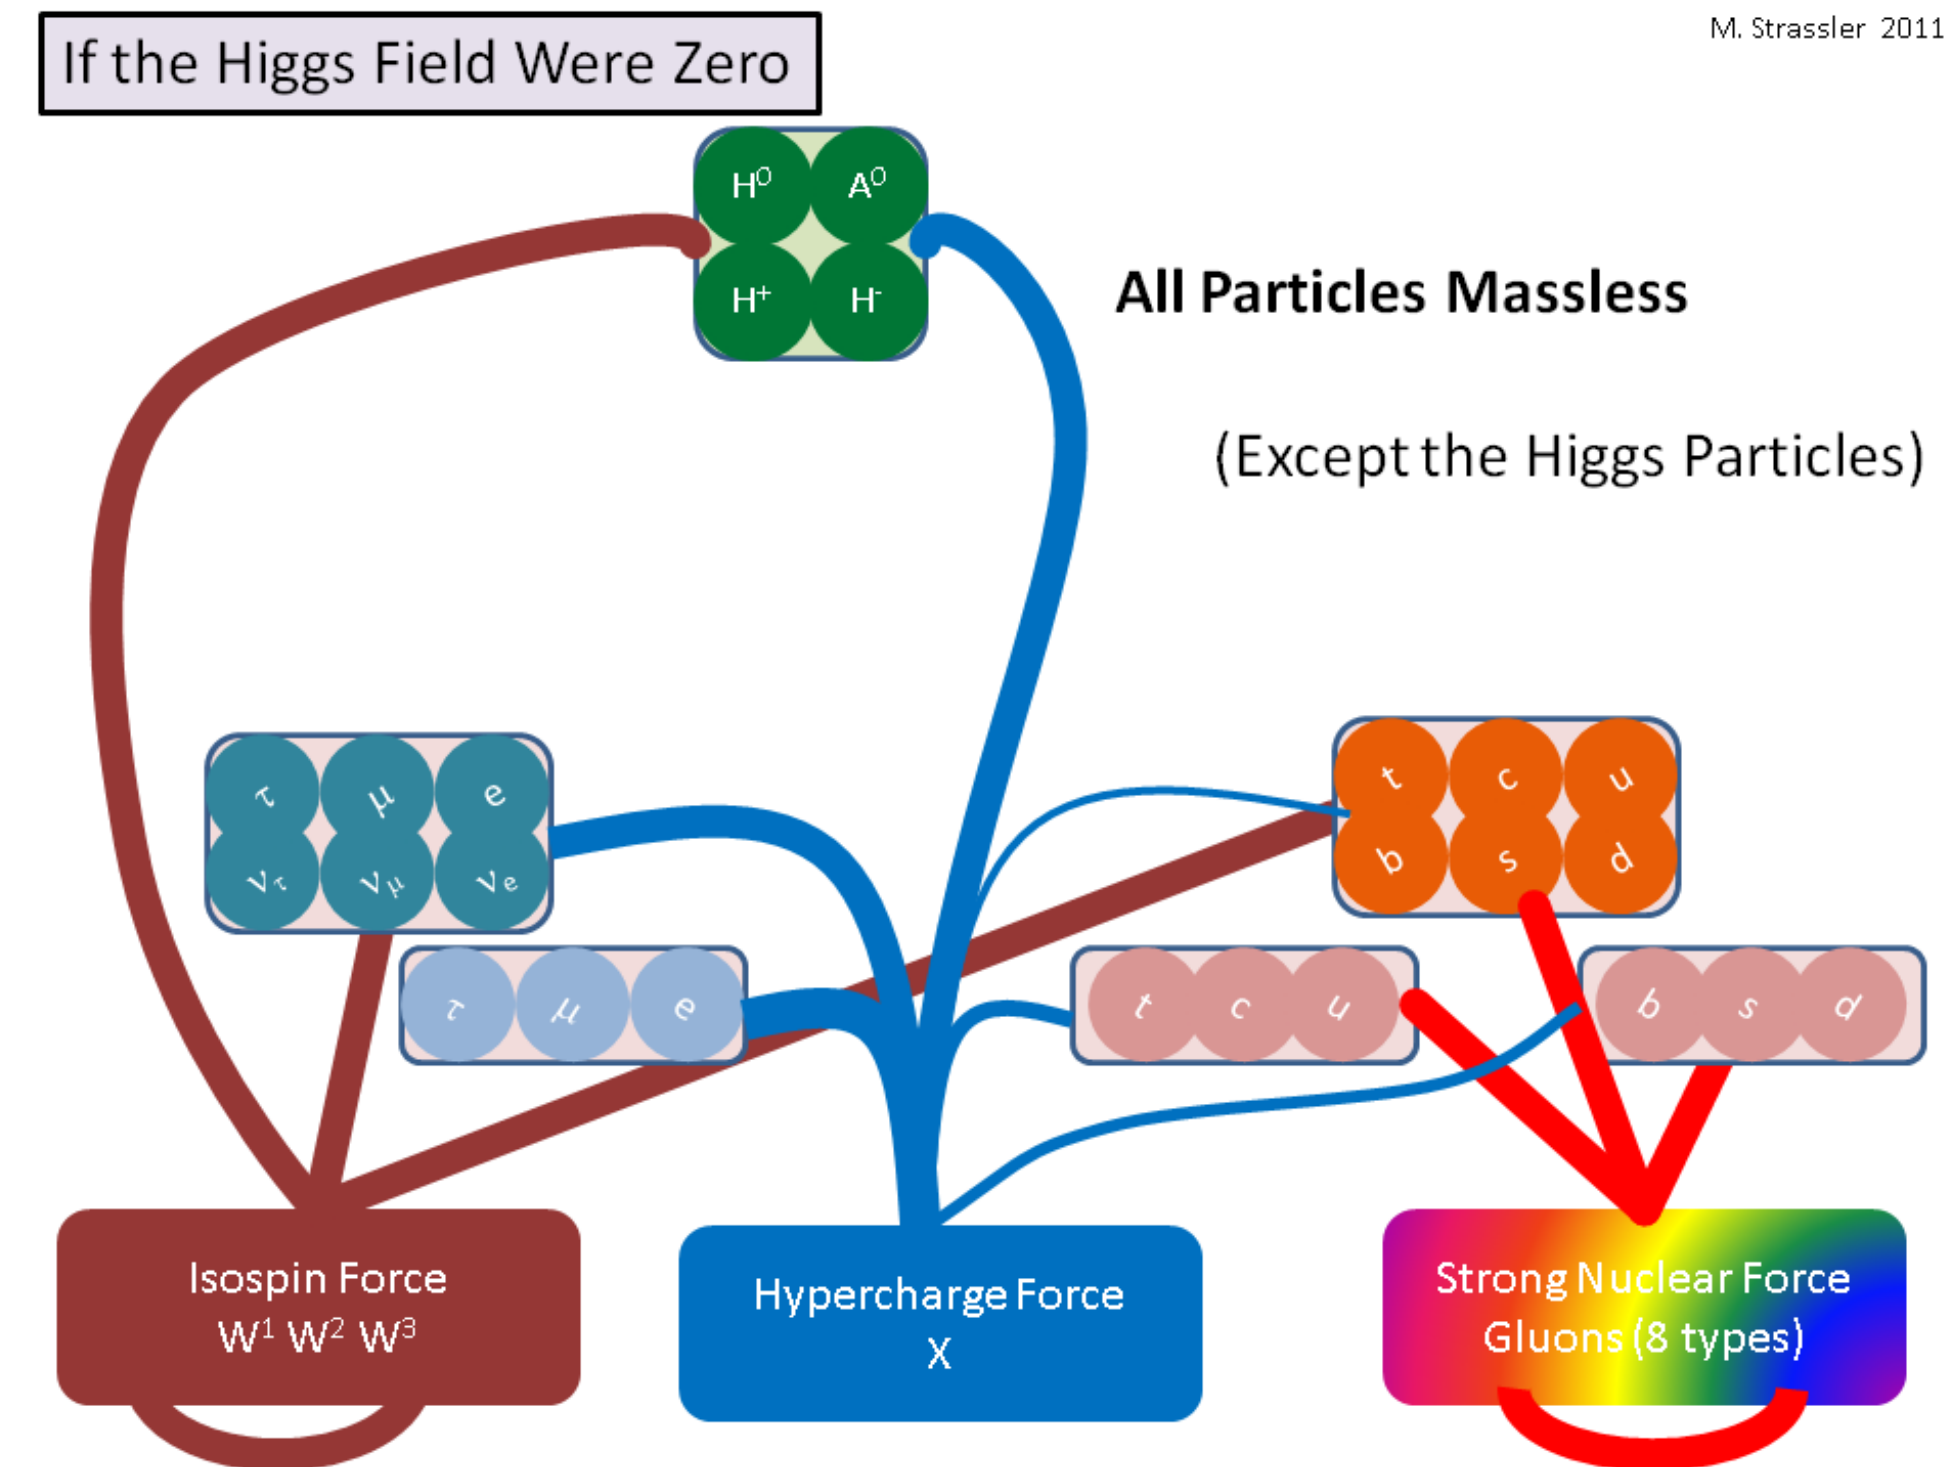 If the Higgs Field Were Zero
M. Strassler 2011
H⁰ A⁰
H⁺ H⁻
All Particles Massless
(Except the Higgs Particles)
τ μ e
ντ νμ νe
τ μ e
t c u
b s d
t c u
b s d
Isospin Force
W¹ W² W³
Hypercharge Force
X
Strong Nuclear Force
Gluons (8 types)